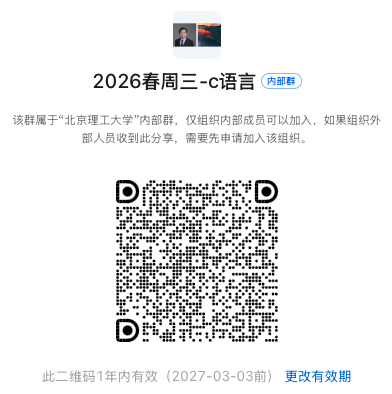 2026春周三-c语言 内部群
该群属于“北京理工大学”内部群，仅组织内部成员可以加入，如果组织外
部人员收到此分享，需要先申请加入该组织。
此二维码1年内有效（2027-03-03前） 更改有效期